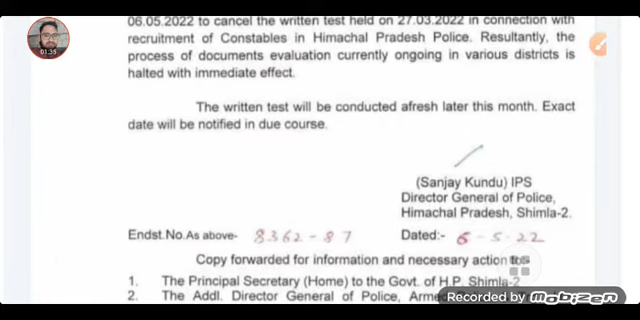 06.05.2022 to cancel the written test held on 27.03.2022 in connection with
recruitment of Constables in Himachal Pradesh Police. Resultantly, the
process of documents evaluation currently ongoing in various districts is
halted with immediate effect.
The written test will be conducted afresh later this month. Exact
date will be notified in due course.
(Sanjay Kundu) IPS
Director General of Police,
Himachal Pradesh, Shimla-2.
Endst.No.As above- 8362-87 Dated:- 6-5-22
Copy forwarded for information and necessary action to:-
1. The Principal Secretary (Home) to the Govt. of H.P. Shimla-2
2. The Addl. Director General of Police,
01:35
Recorded by mobizen